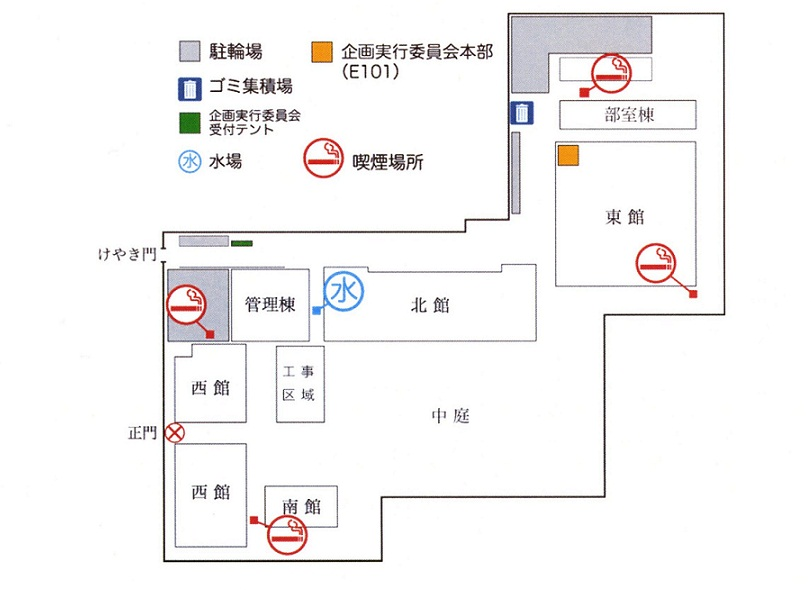 駐輪場
企画実行委員会本部
（E101）
ゴミ集積場
企画実行委員会
受付テント
水 水場
喫煙場所
部室棟
東館
けやき門
管理棟
水
北館
西館
工事
区域
中庭
正門
西館
南館